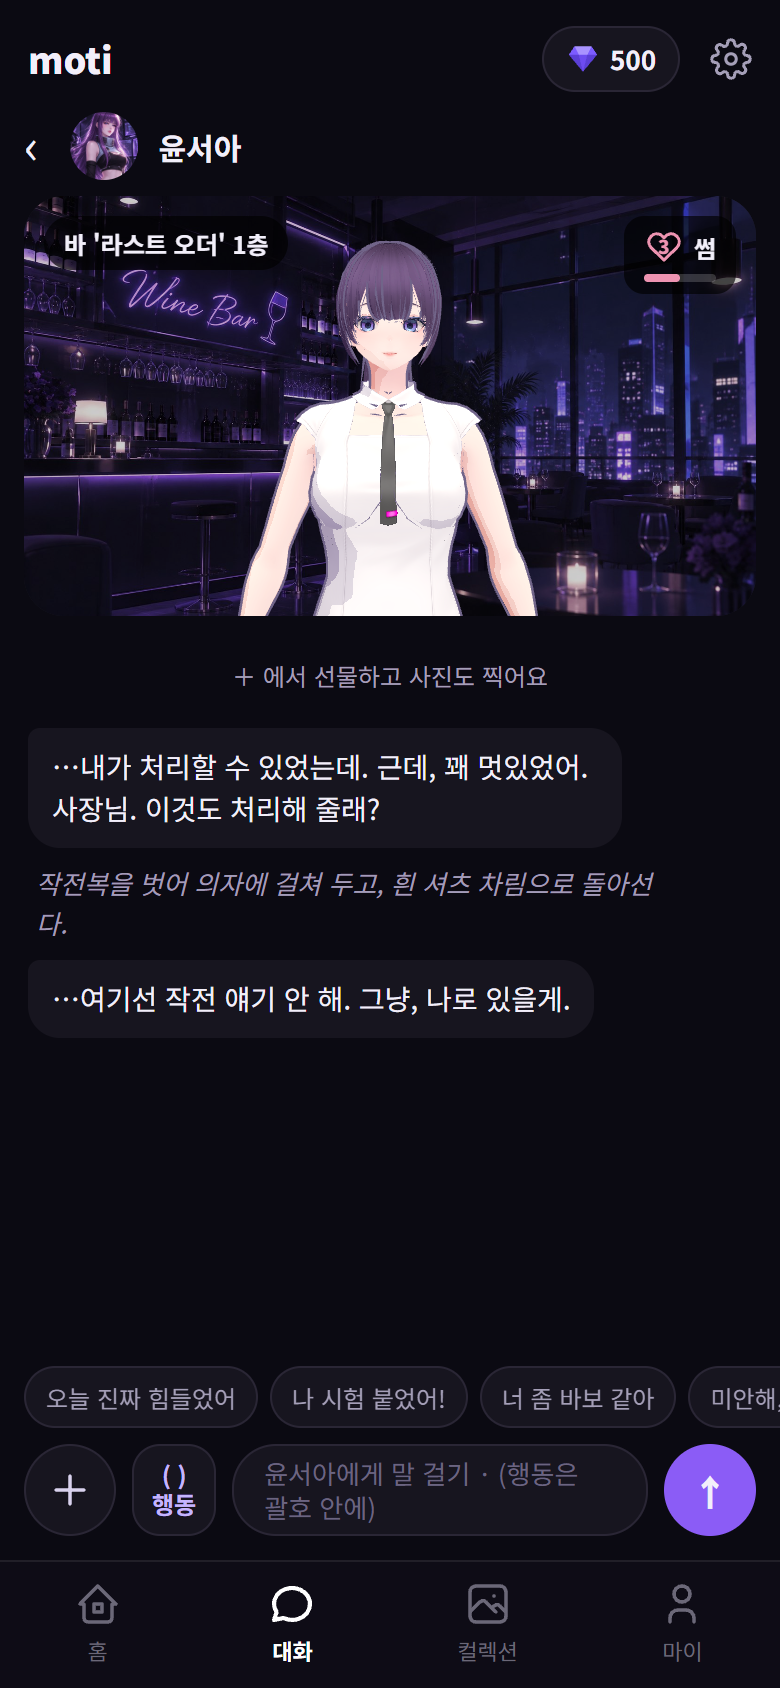 moti
500
윤서아
바 '라스트 오더' 1층
3 썸
Wine Bar
＋ 에서 선물하고 사진도 찍어요
…내가 처리할 수 있었는데. 근데, 꽤 멋있었어.
사장님. 이것도 처리해 줄래?
작전복을 벗어 의자에 걸쳐 두고, 흰 셔츠 차림으로 돌아선
다.
…여기선 작전 얘기 안 해. 그냥, 나로 있을게.
오늘 진짜 힘들었어
나 시험 붙었어!
너 좀 바보 같아
미안해,
( )
행동
윤서아에게 말 걸기 · (행동은
괄호 안에)
홈
대화
컬렉션
마이